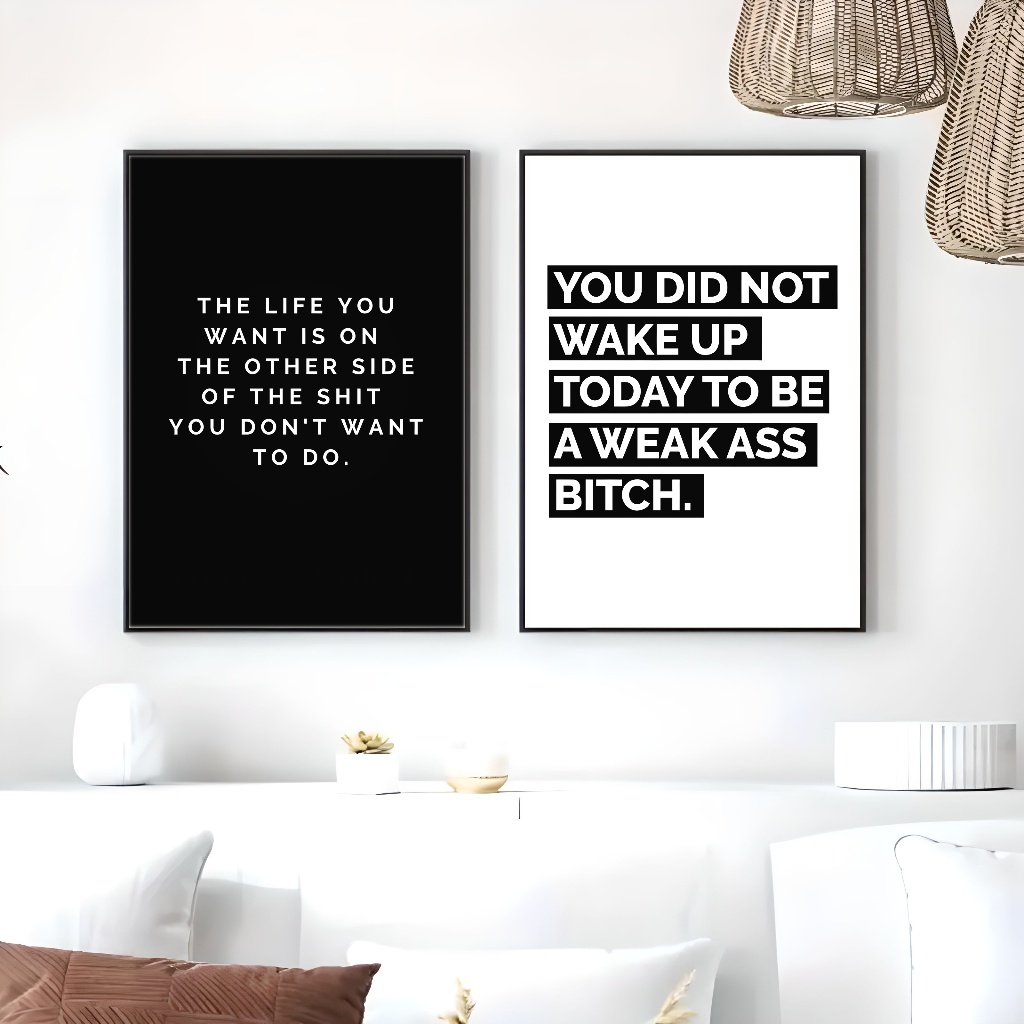 THE LIFE YOU
WANT IS ON
THE OTHER SIDE
OF THE SHIT
YOU DON'T WANT
TO DO.
YOU DID NOT
WAKE UP
TODAY TO BE
A WEAK ASS
BITCH.